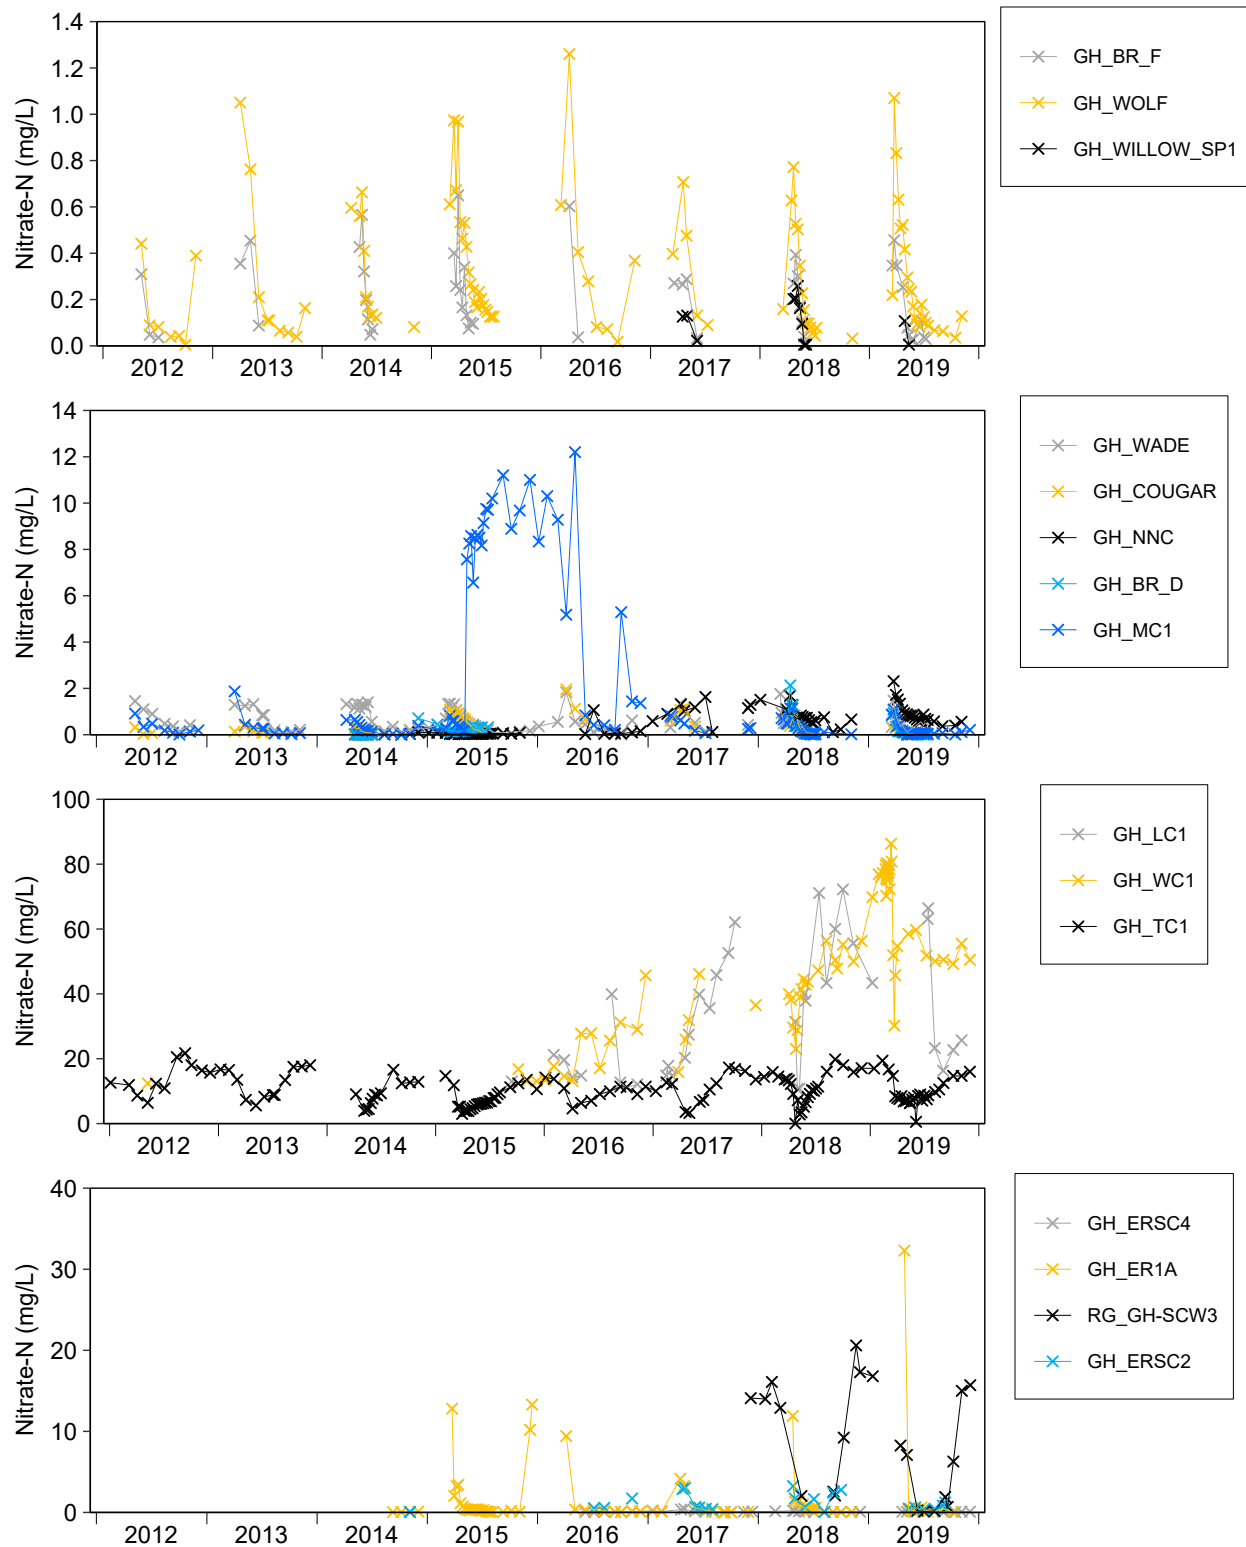 Nitrate-N (mg/L)
1.4
1.2
1.0
0.8
0.6
0.4
0.2
0.0
2012 2013 2014 2015 2016 2017 2018 2019
GH_BR_F
GH_WOLF
GH_WILLOW_SP1
Nitrate-N (mg/L)
14
12
10
8
6
4
2
0
2012 2013 2014 2015 2016 2017 2018 2019
GH_WADE
GH_COUGAR
GH_NNC
GH_BR_D
GH_MC1
Nitrate-N (mg/L)
100
80
60
40
20
0
2012 2013 2014 2015 2016 2017 2018 2019
GH_LC1
GH_WC1
GH_TC1
Nitrate-N (mg/L)
40
30
20
10
0
2012 2013 2014 2015 2016 2017 2018 2019
GH_ERSC4
GH_ER1A
RG_GH-SCW3
GH_ERSC2